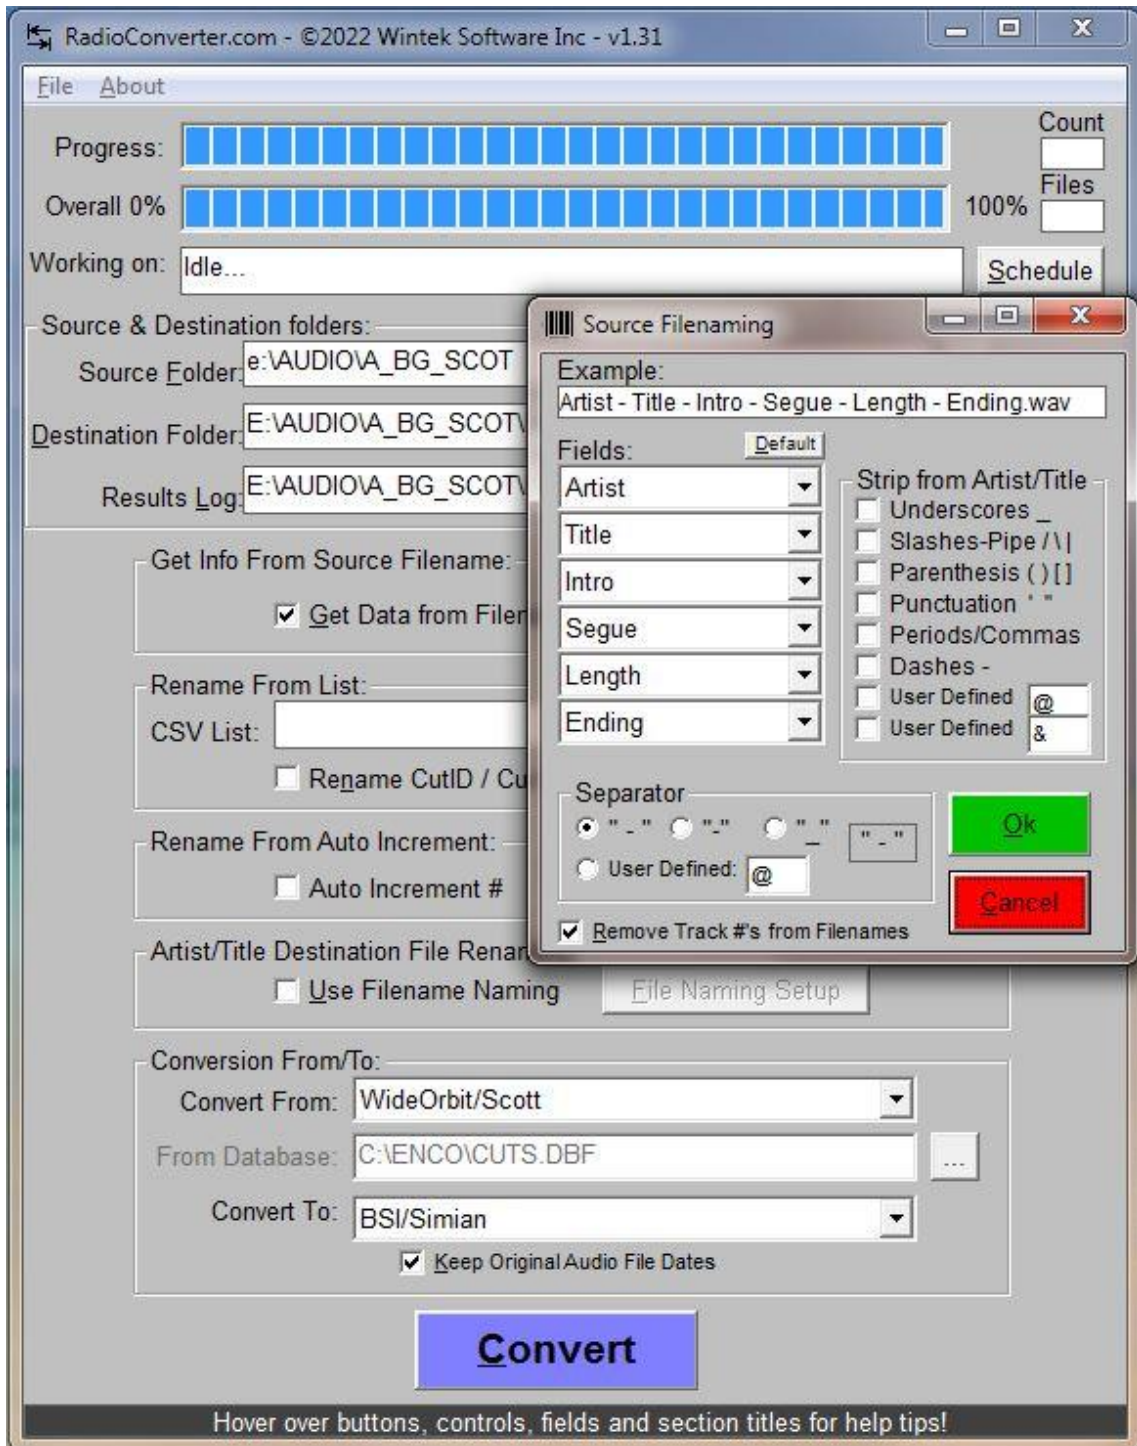 RadioConverter.com - ©2022 Wintek Software Inc - v1.31
File About
Count
Progress:
Files
Overall 0% 100%
Working on: Idle... Schedule
Source & Destination folders:
Source Folder: e:\AUDIO\A_BG_SCOT
Destination Folder: E:\AUDIO\A_BG_SCOT\
Results Log: E:\AUDIO\A_BG_SCOT\
Get Info From Source Filename:
Get Data from Filen
Rename From List:
CSV List:
Rename CutID / Cu
Rename From Auto Increment:
Auto Increment #
Artist/Title Destination File Renan
Use Filename Naming File Naming Setup
Conversion From/To:
Convert From: WideOrbit/Scott
From Database: C:\ENCO\CUTS.DBF ...
Convert To: BSI/Simian
Keep Original Audio File Dates
Convert
Hover over buttons, controls, fields and section titles for help tips!
Source Filenaming
Example:
Artist - Title - Intro - Segue - Length - Ending.wav
Fields: Default
Artist
Title
Intro
Segue
Length
Ending
Strip from Artist/Title
Underscores _
Slashes-Pipe / \ |
Parenthesis ( ) [ ]
Punctuation ' "
Periods/Commas
Dashes -
User Defined @
User Defined &
Separator
" - " "-" "_" " - "
User Defined: @
Ok
Cancel
Remove Track #'s from Filenames